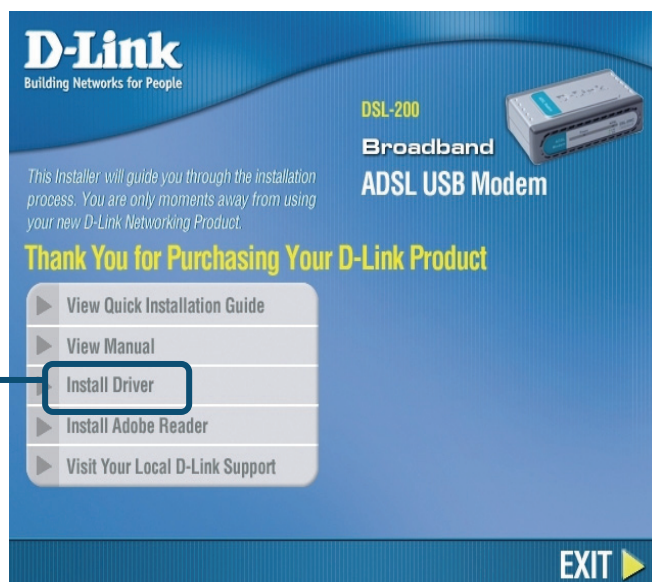 D-Link
Building Networks for People
DSL-200
Broadband
ADSL USB Modem
This Installer will guide you through the installation
process. You are only moments away from using
your new D-Link Networking Product.
Thank You for Purchasing Your D-Link Product
View Quick Installation Guide
View Manual
Install Driver
Install Adobe Reader
Visit Your Local D-Link Support
EXIT